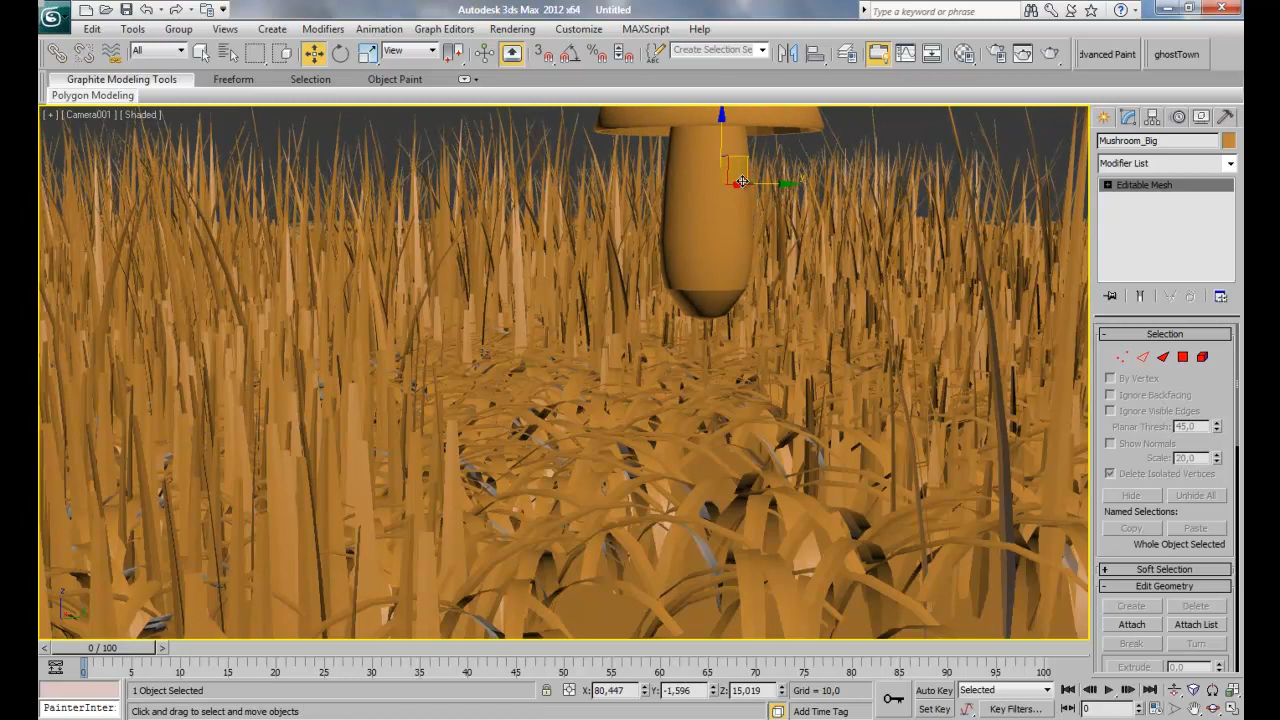 Autodesk 3ds Max 2012 x64 Untitled
Type a keyword or phrase
Edit Tools Group Views Create Modifiers Animation Graph Editors Rendering Customize MAXScript Help
All View Create Selection Se dvanced Paint ghostTown
Graphite Modeling Tools Freeform Selection Object Paint
Polygon Modeling
[ + ] [ Camera001 ] [ Shaded ]
Mushroom_Big
Modifier List
Editable Mesh
Selection
By Vertex
Ignore Backfacing
Ignore Visible Edges
Planar Thresh: 45,0
Show Normals
Scale: 20,0
Delete Isolated Vertices
Hide Unhide All
Named Selections:
Copy Paste
Whole Object Selected
Soft Selection
Edit Geometry
Create Delete
Attach Attach List
Break Turn
Extrude 0,0
0 / 100
0 5 10 15 20 25 30 35 40 45 50 55 60 65 70 75 80 85 90 95 100
1 Object Selected X: 80,447 Y: -1,596 Z: 15,019 Grid = 10,0 Auto Key Selected
PainterInter: Click and drag to select and move objects Add Time Tag Set Key Key Filters... 0